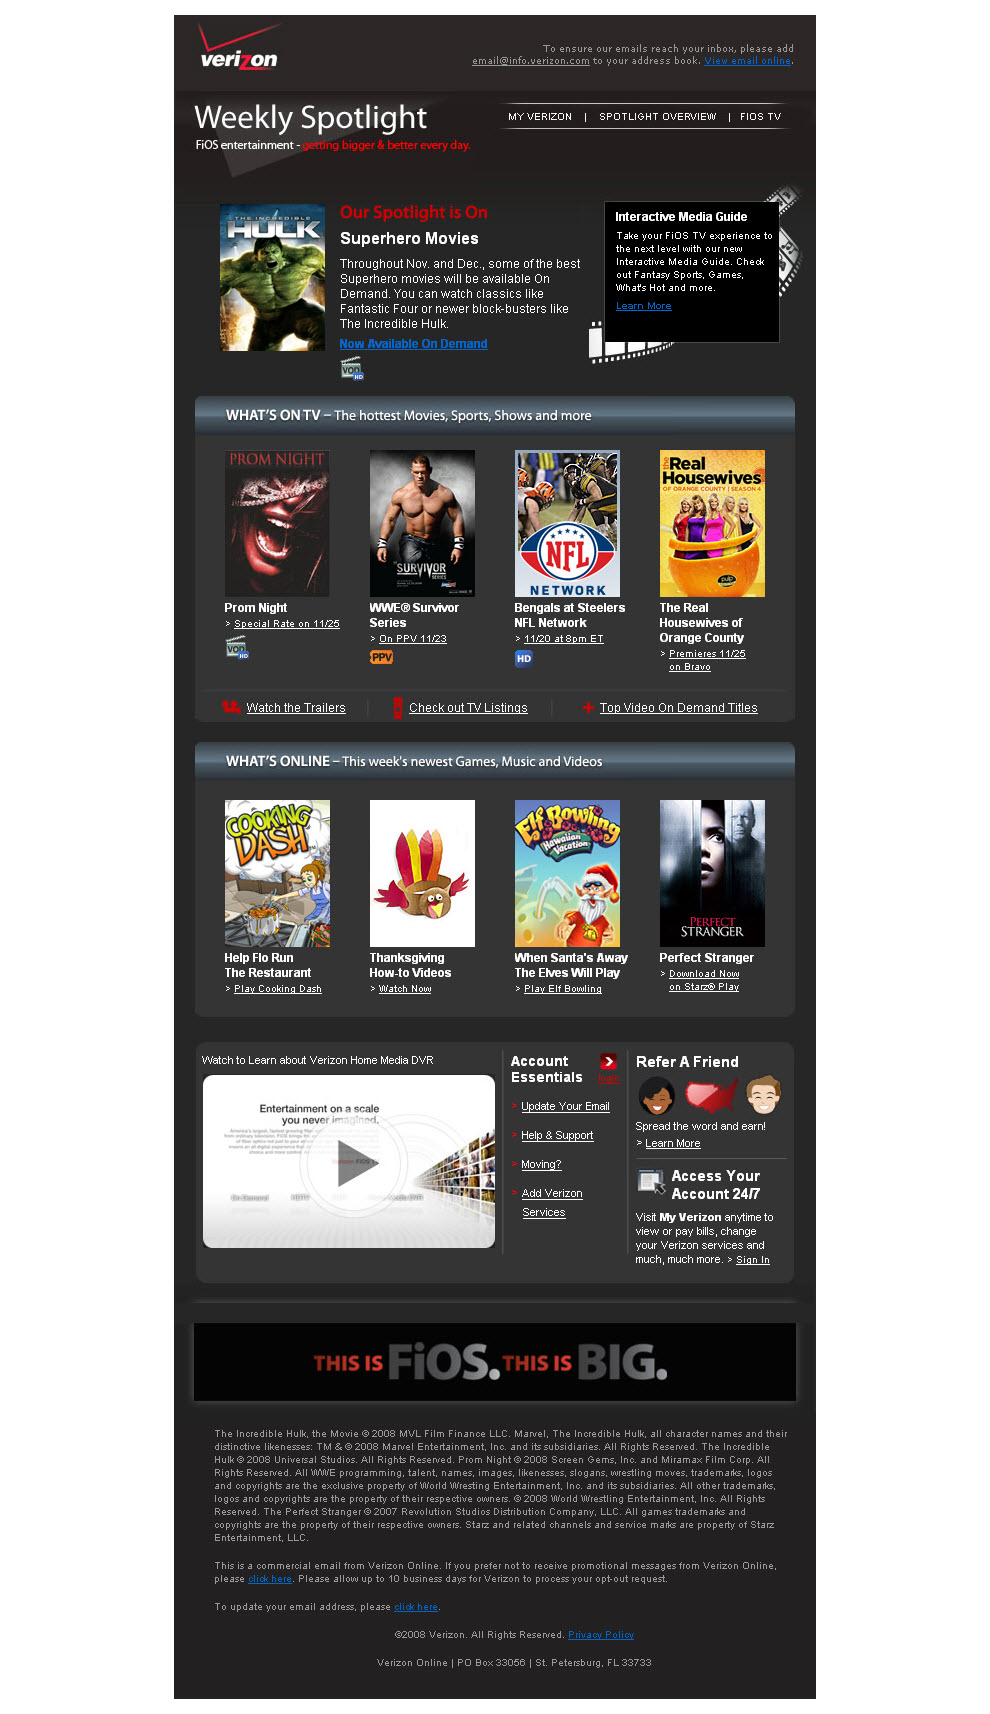 verizon
To ensure our emails reach your inbox, please add
email@info.verizon.com to your address book. View email online.
Weekly Spotlight
FiOS entertainment - getting bigger & better every day.
MY VERIZON | SPOTLIGHT OVERVIEW | FIOS TV
THE INCREDIBLE
HULK
Our Spotlight is On
Superhero Movies
Throughout Nov. and Dec., some of the best
Superhero movies will be available On
Demand. You can watch classics like
Fantastic Four or newer block-busters like
The Incredible Hulk.
Now Available On Demand
VOD
HD
Interactive Media Guide
Take your FiOS TV experience to
the next level with our new
Interactive Media Guide. Check
out Fantasy Sports, Games,
What's Hot and more.
Learn More
WHAT'S ON TV – The hottest Movies, Sports, Shows and more
PROM NIGHT
Prom Night
> Special Rate on 11/25
VOD
HD
SURVIVOR
SERIES
WWE® Survivor
Series
> On PPV 11/23
PPV
NFL
NETWORK
Bengals at Steelers
NFL Network
> 11/20 at 8pm ET
HD
the Real
Housewives
OF ORANGE COUNTY | SEASON 4
pulp
The Real
Housewives of
Orange County
> Premieres 11/25
on Bravo
Watch the Trailers
Check out TV Listings
Top Video On Demand Titles
WHAT'S ONLINE – This week's newest Games, Music and Videos
COOKING
DASH
Help Flo Run
The Restaurant
> Play Cooking Dash
Thanksgiving
How-to Videos
> Watch Now
Elf Bowling
Hawaiian
Vacation
When Santa's Away
The Elves Will Play
> Play Elf Bowling
PERFECT
STRANGER
Perfect Stranger
> Download Now
on Starz® Play
Watch to Learn about Verizon Home Media DVR
Entertainment on a scale
you never imagined.
On Demand
HDTV
Home Media DVR
Account
Essentials
login
> Update Your Email
> Help & Support
> Moving?
> Add Verizon
Services
Refer A Friend
Spread the word and earn!
> Learn More
Access Your
Account 24/7
Visit My Verizon anytime to
view or pay bills, change
your Verizon services and
much, much more. > Sign In
THIS IS FiOS. THIS IS BIG.
The Incredible Hulk, the Movie © 2008 MVL Film Finance LLC. Marvel, The Incredible Hulk, all character names and their
distinctive likenesses: TM & © 2008 Marvel Entertainment, Inc. and its subsidiaries. All Rights Reserved. The Incredible
Hulk © 2008 Universal Studios. All Rights Reserved. Prom Night © 2008 Screen Gems, Inc. and Miramax Film Corp. All
Rights Reserved. All WWE programming, talent, names, images, likenesses, slogans, wrestling moves, trademarks, logos
and copyrights are the exclusive property of World Wresting Entertainment, Inc. and its subsidiaries. All other trademarks,
logos and copyrights are the property of their respective owners. © 2008 World Wrestling Entertainment, Inc. All Rights
Reserved. The Perfect Stranger © 2007 Revolution Studios Distribution Company, LLC. All games trademarks and
copyrights are the property of their respective owners. Starz and related channels and service marks are property of Starz
Entertainment, LLC.
This is a commercial email from Verizon Online. If you prefer not to receive promotional messages from Verizon Online,
please click here. Please allow up to 10 business days for Verizon to process your opt-out request.
To update your email address, please click here.
©2008 Verizon. All Rights Reserved. Privacy Policy
Verizon Online | PO Box 33056 | St. Petersburg, FL 33733